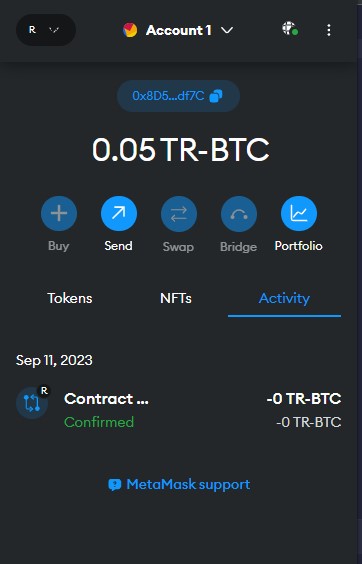 R
Account 1
0x8D5...df7C
0.05 TR-BTC
Buy Send Swap Bridge Portfolio
Tokens NFTs Activity
Sep 11, 2023
R
Contract ... -0 TR-BTC
Confirmed -0 TR-BTC
MetaMask support